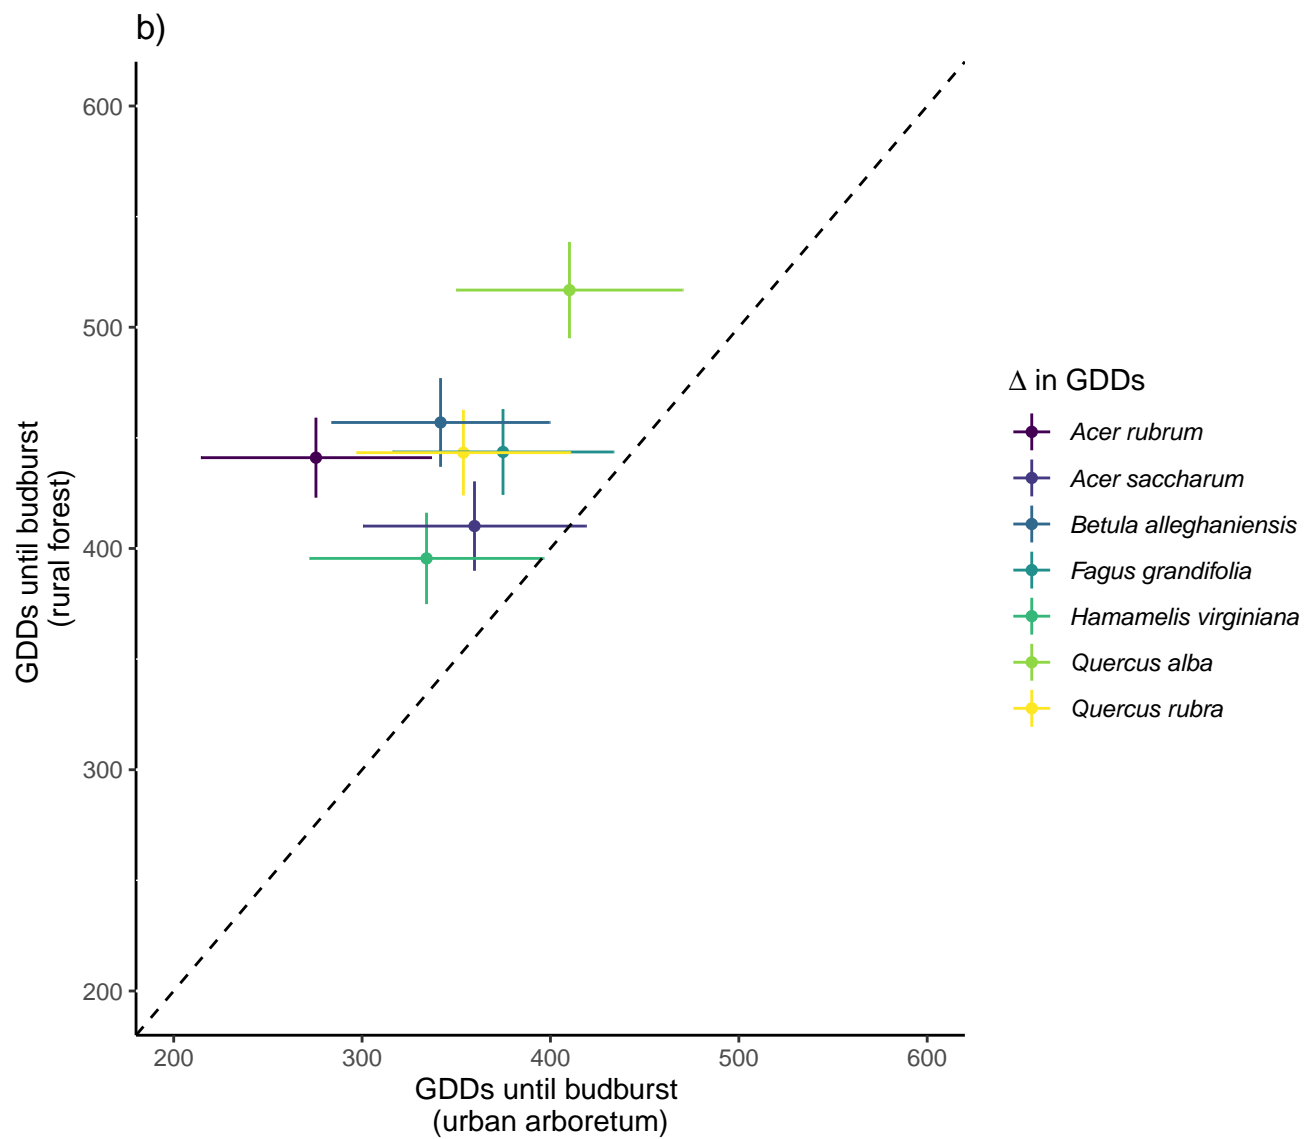 b)
600
500
400
300
200
GDDs until budburst
(rural forest)
200
300
400
500
600
GDDs until budburst
(urban arboretum)
Δ in GDDs
Acer rubrum
Acer saccharum
Betula alleghaniensis
Fagus grandifolia
Hamamelis virginiana
Quercus alba
Quercus rubra